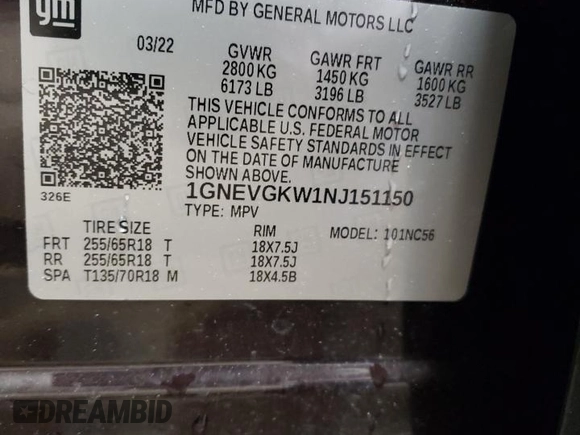 gm
MFD BY GENERAL MOTORS LLC
03/22 GVWR GAWR FRT GAWR RR
2800 KG 1450 KG 1600 KG
6173 LB 3196 LB 3527 LB
THIS VEHICLE CONFORMS TO ALL
APPLICABLE U.S. FEDERAL MOTOR
VEHICLE SAFETY STANDARDS IN EFFECT
ON THE DATE OF MANUFACTURE
SHOWN ABOVE.
326E
1GNEVGKW1NJ151150
TYPE: MPV
TIRE SIZE RIM MODEL: 101NC56
FRT 255/65R18 T 18X7.5J
RR 255/65R18 T 18X7.5J
SPA T135/70R18 M 18X4.5B
DREAMBID